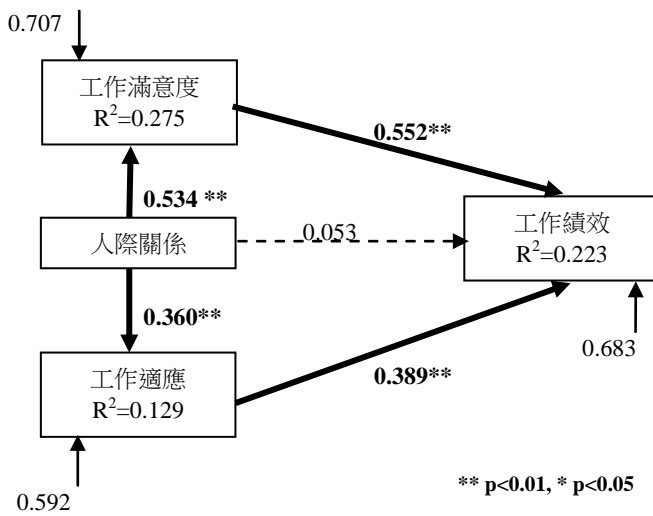 0.707
工作滿意度
R²=0.275
0.552**
0.534 **
人際關係
0.053
工作績效
R²=0.223
0.360**
0.683
工作適應
R²=0.129
0.389**
** p<0.01, * p<0.05
0.592